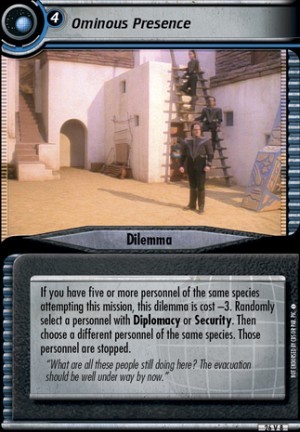 4 Ominous Presence
Dilemma
If you have five or more personnel of the same species
attempting this mission, this dilemma is cost –3. Randomly
select a personnel with Diplomacy or Security. Then
choose a different personnel of the same species. Those
personnel are stopped.
"What are all these people still doing here? The evacuation
should be well under way by now."
24 V 8